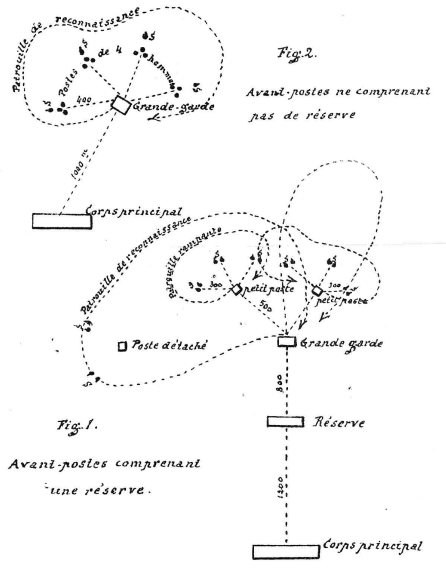 Patrouille de reconnaissance
Postes
de 4
hommes
400
Grande-garde
1000 m
Corps principal
Fig. 2.
Avant-postes ne comprenant
pas de réserve
Patrouille de reconnaissance
Patrouille rampante
300
petit poste
500
300
petit poste
Poste détaché
Grande garde
800
Réserve
1200
Corps principal
Fig. 1.
Avant-postes comprenant
une réserve.